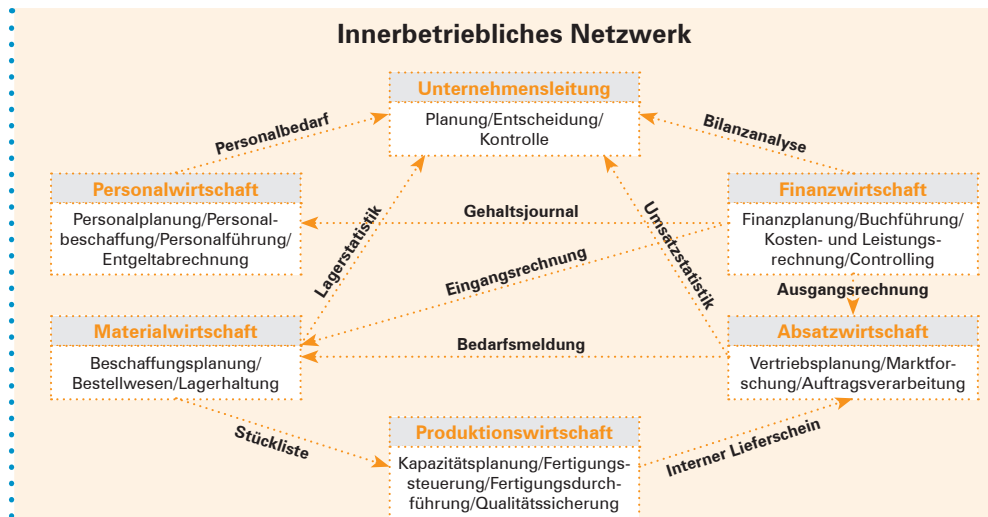 Innerbetriebliches Netzwerk
Unternehmensleitung
Planung/Entscheidung/
Kontrolle
Personalbedarf
Bilanzanalyse
Personalwirtschaft
Personalplanung/Personal-
beschaffung/Personalführung/
Entgeltabrechnung
Gehaltsjournal
Finanzwirtschaft
Finanzplanung/Buchführung/
Kosten- und Leistungs-
rechnung/Controlling
Lagerstatistik
Eingangsrechnung
Umsatzstatistik
Ausgangsrechnung
Materialwirtschaft
Beschaffungsplanung/
Bestellwesen/Lagerhaltung
Bedarfsmeldung
Absatzwirtschaft
Vertriebsplanung/Marktfor-
schung/Auftragsverarbeitung
Stückliste
Produktionswirtschaft
Kapazitätsplanung/Fertigungs-
steuerung/Fertigungsdurch-
führung/Qualitätssicherung
Interner Lieferschein